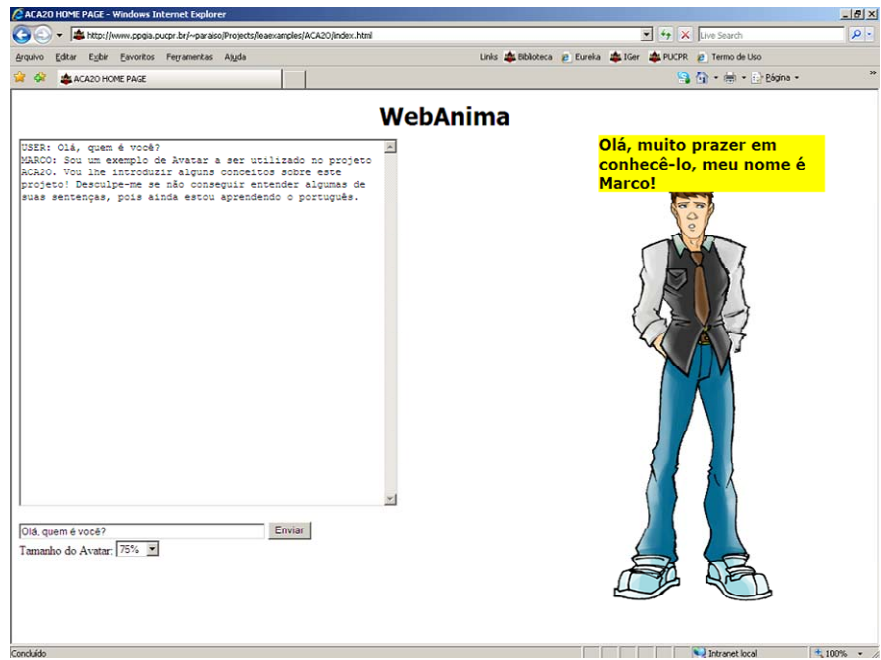 ACA2O HOME PAGE - Windows Internet Explorer
http://www.ppgia.pucpr.br/~paraiso/Projects/leaexamples/ACA2O/index.html
Live Search
Arquivo Editar Exibir Favoritos Ferramentas Ajuda
Links Biblioteca Eureka IGer PUCPR Termo de Uso
ACA2O HOME PAGE
Página
WebAnima
USER: Olá, quem é você?
MARCO: Sou um exemplo de Avatar a ser utilizado no projeto
ACA2O. Vou lhe introduzir alguns conceitos sobre este
projeto! Desculpe-me se não conseguir entender algumas de
suas sentenças, pois ainda estou aprendendo o português.
Olá, muito prazer em
conhecê-lo, meu nome é
Marco!
Olá, quem é você?
Enviar
Tamanho do Avatar: 75%
Concluído
Intranet local
100%